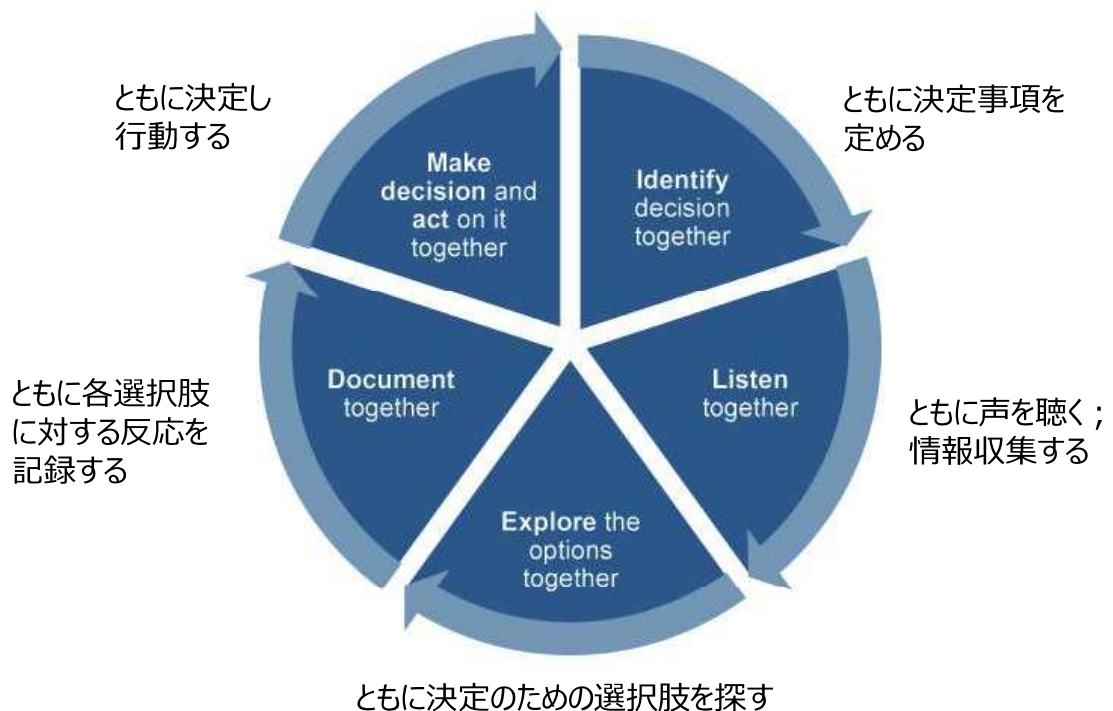 ともに決定し
行動する
Make
decision and
act on it
together
Identify
decision
together
ともに決定事項を
定める
ともに各選択肢
に対する反応を
記録する
Document
together
Listen
together
ともに声を聴く;
情報収集する
Explore the
options
together
ともに決定のための選択肢を探す